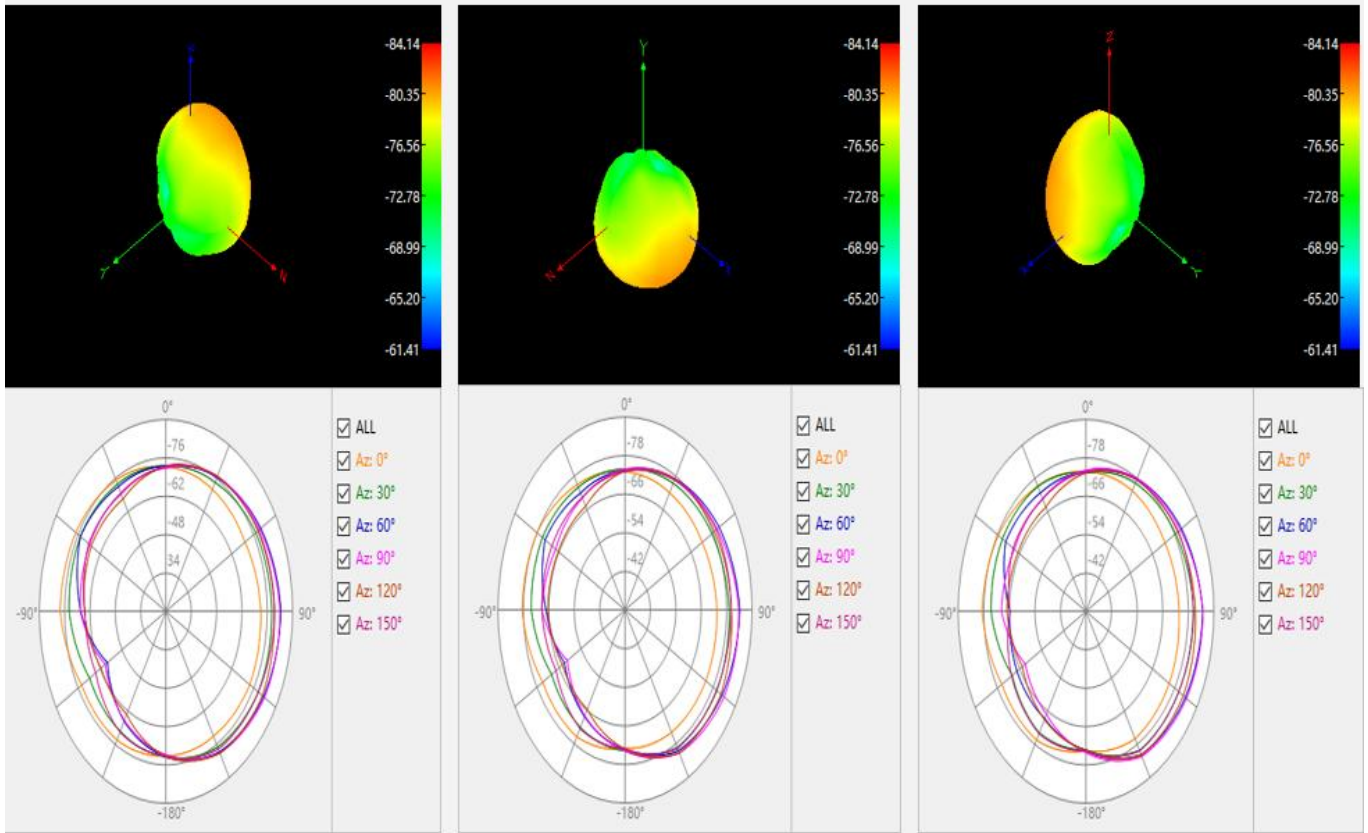 -84.14
-80.35
-76.56
-72.78
-68.99
-65.20
-61.41
Y
Y
-84.14
-80.35
-76.56
-72.78
-68.99
-65.20
-61.41
Z
Y
-84.14
-80.35
-76.56
-72.78
-68.99
-65.20
-61.41
0°
-76
-62
-48
34
-90°
90°
-180°
ALL
Az: 0°
Az: 30°
Az: 60°
Az: 90°
Az: 120°
Az: 150°
0°
-78
-66
-54
-42
-90°
90°
-180°
ALL
Az: 0°
Az: 30°
Az: 60°
Az: 90°
Az: 120°
Az: 150°
0°
-78
-66
-54
-42
-90°
90°
-180°
ALL
Az: 0°
Az: 30°
Az: 60°
Az: 90°
Az: 120°
Az: 150°